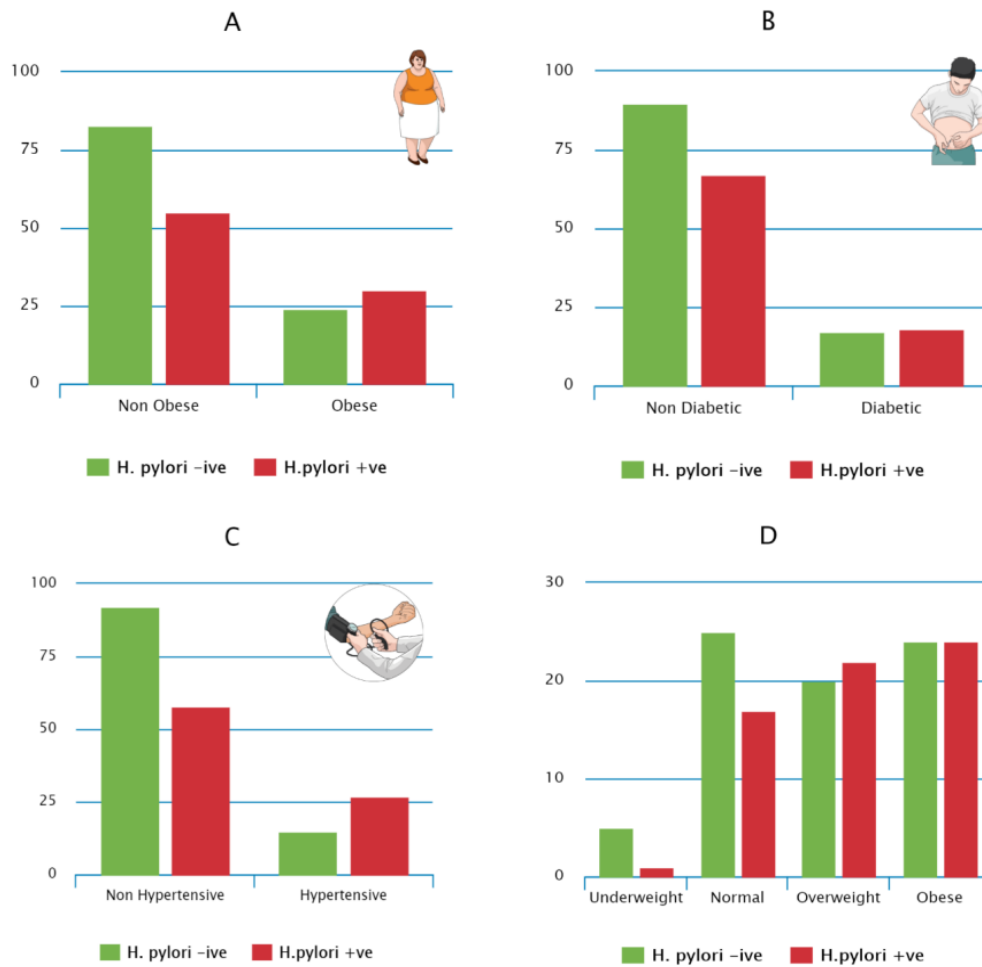 A
100
75
50
25
0
Non Obese Obese
H. pylori -ive H.pylori +ve
B
100
75
50
25
0
Non Diabetic Diabetic
H. pylori -ive H.pylori +ve
C
100
75
50
25
0
Non Hypertensive Hypertensive
H. pylori -ive H.pylori +ve
D
30
20
10
0
Underweight Normal Overweight Obese
H. pylori -ive H.pylori +ve